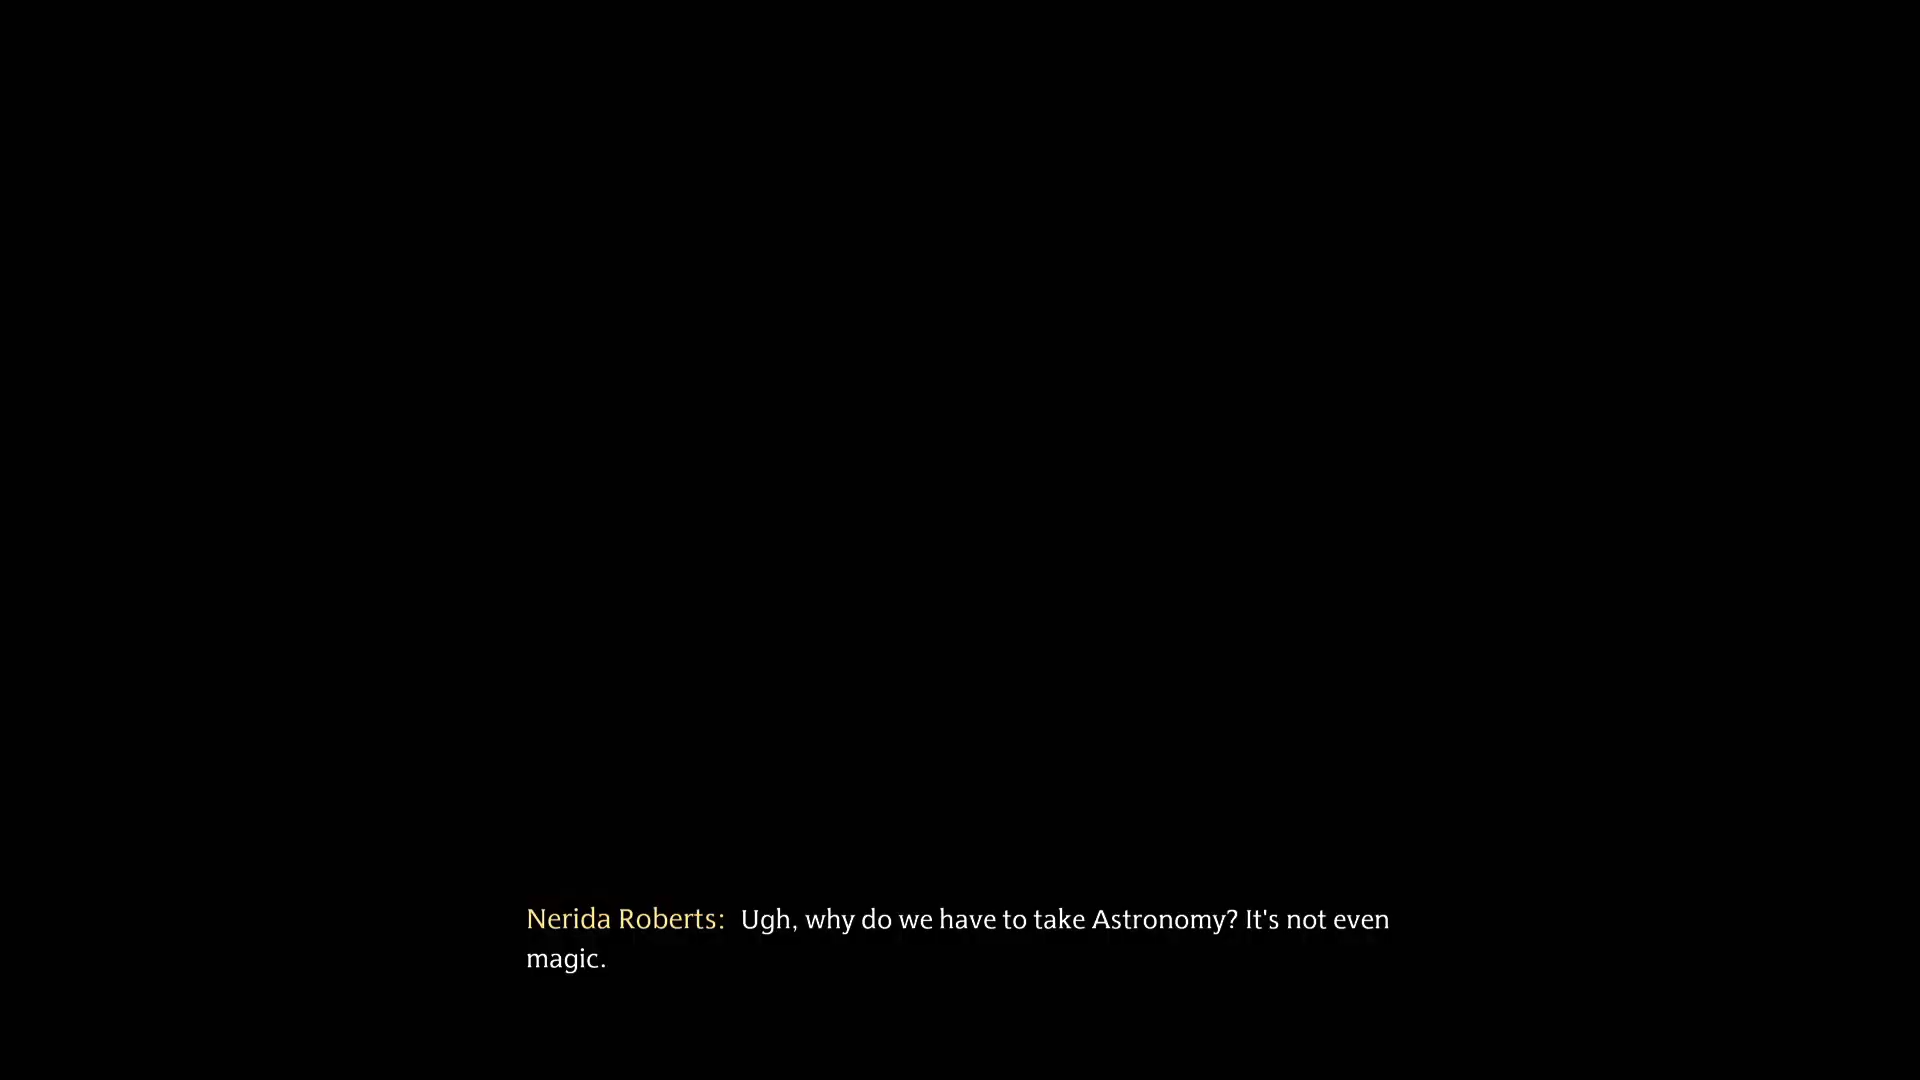 Nerida Roberts: Ugh, why do we have to take Astronomy? It's not even
magic.